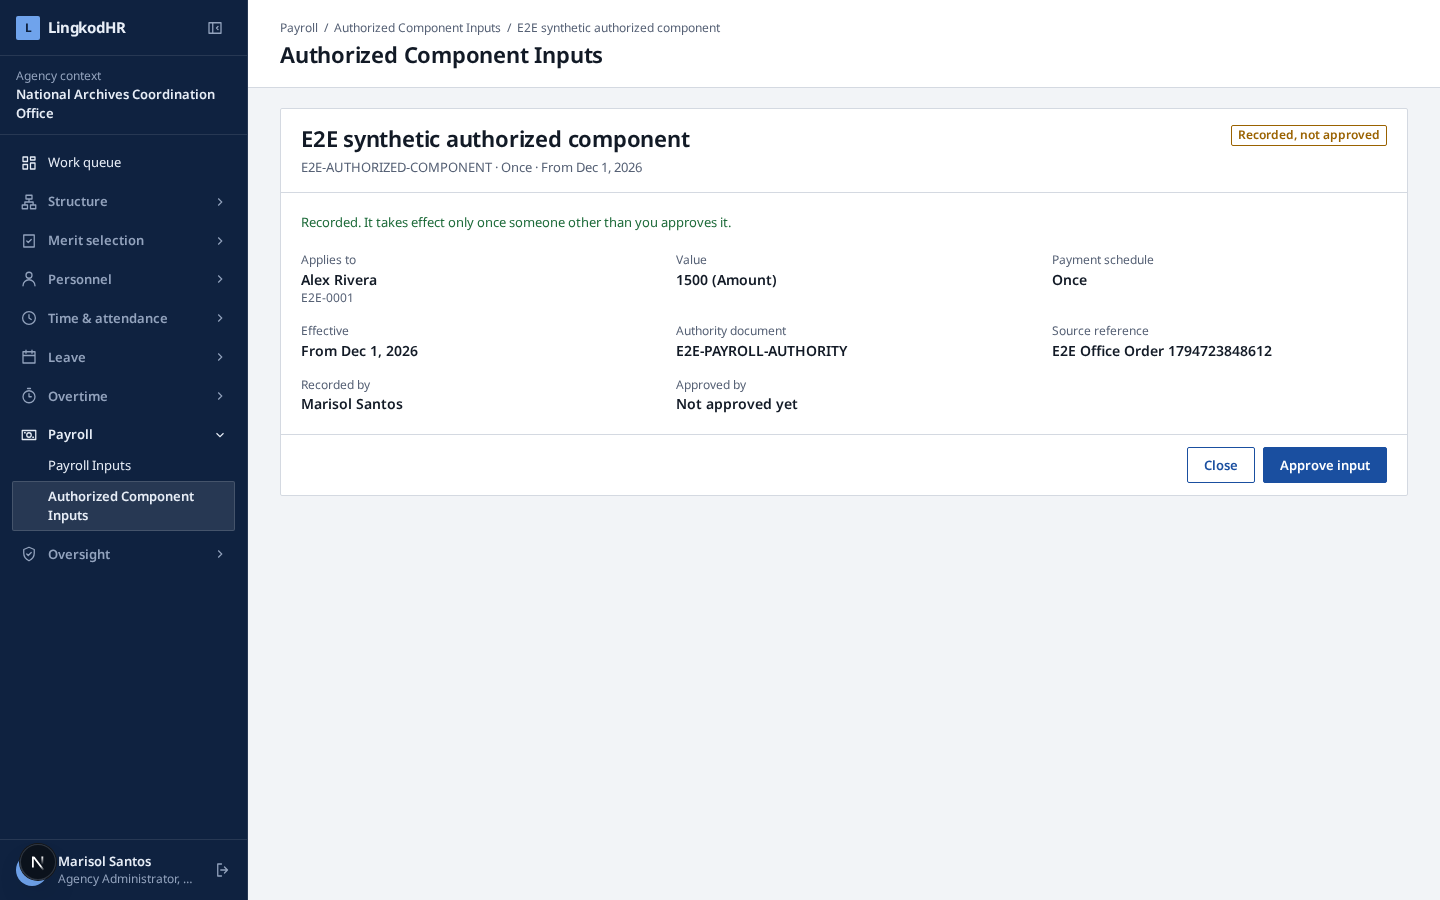 L LingkodHR
Agency context
National Archives Coordination
Office
Work queue
Structure
Merit selection
Personnel
Time & attendance
Leave
Overtime
Payroll
Payroll Inputs
Authorized Component
Inputs
Oversight
N
Marisol Santos
Agency Administrator, ...
Payroll / Authorized Component Inputs / E2E synthetic authorized component
Authorized Component Inputs
E2E synthetic authorized component
Recorded, not approved
E2E-AUTHORIZED-COMPONENT · Once · From Dec 1, 2026
Recorded. It takes effect only once someone other than you approves it.
Applies to
Alex Rivera
E2E-0001
Value
1500 (Amount)
Payment schedule
Once
Effective
From Dec 1, 2026
Authority document
E2E-PAYROLL-AUTHORITY
Source reference
E2E Office Order 1794723848612
Recorded by
Marisol Santos
Approved by
Not approved yet
Close
Approve input